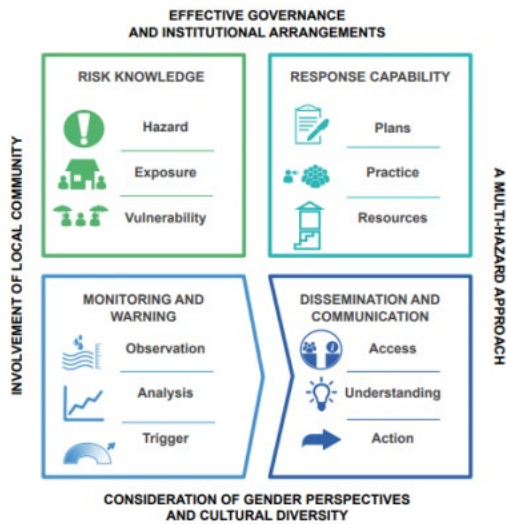 EFFECTIVE GOVERNANCE
AND INSTITUTIONAL ARRANGEMENTS
INVOLVEMENT OF LOCAL COMMUNITY
RISK KNOWLEDGE
Hazard
Exposure
Vulnerability
RESPONSE CAPABILITY
Plans
Practice
Resources
A MULTI-HAZARD APPROACH
MONITORING AND
WARNING
Observation
Analysis
Trigger
DISSEMINATION AND
COMMUNICATION
Access
Understanding
Action
CONSIDERATION OF GENDER PERSPECTIVES
AND CULTURAL DIVERSITY